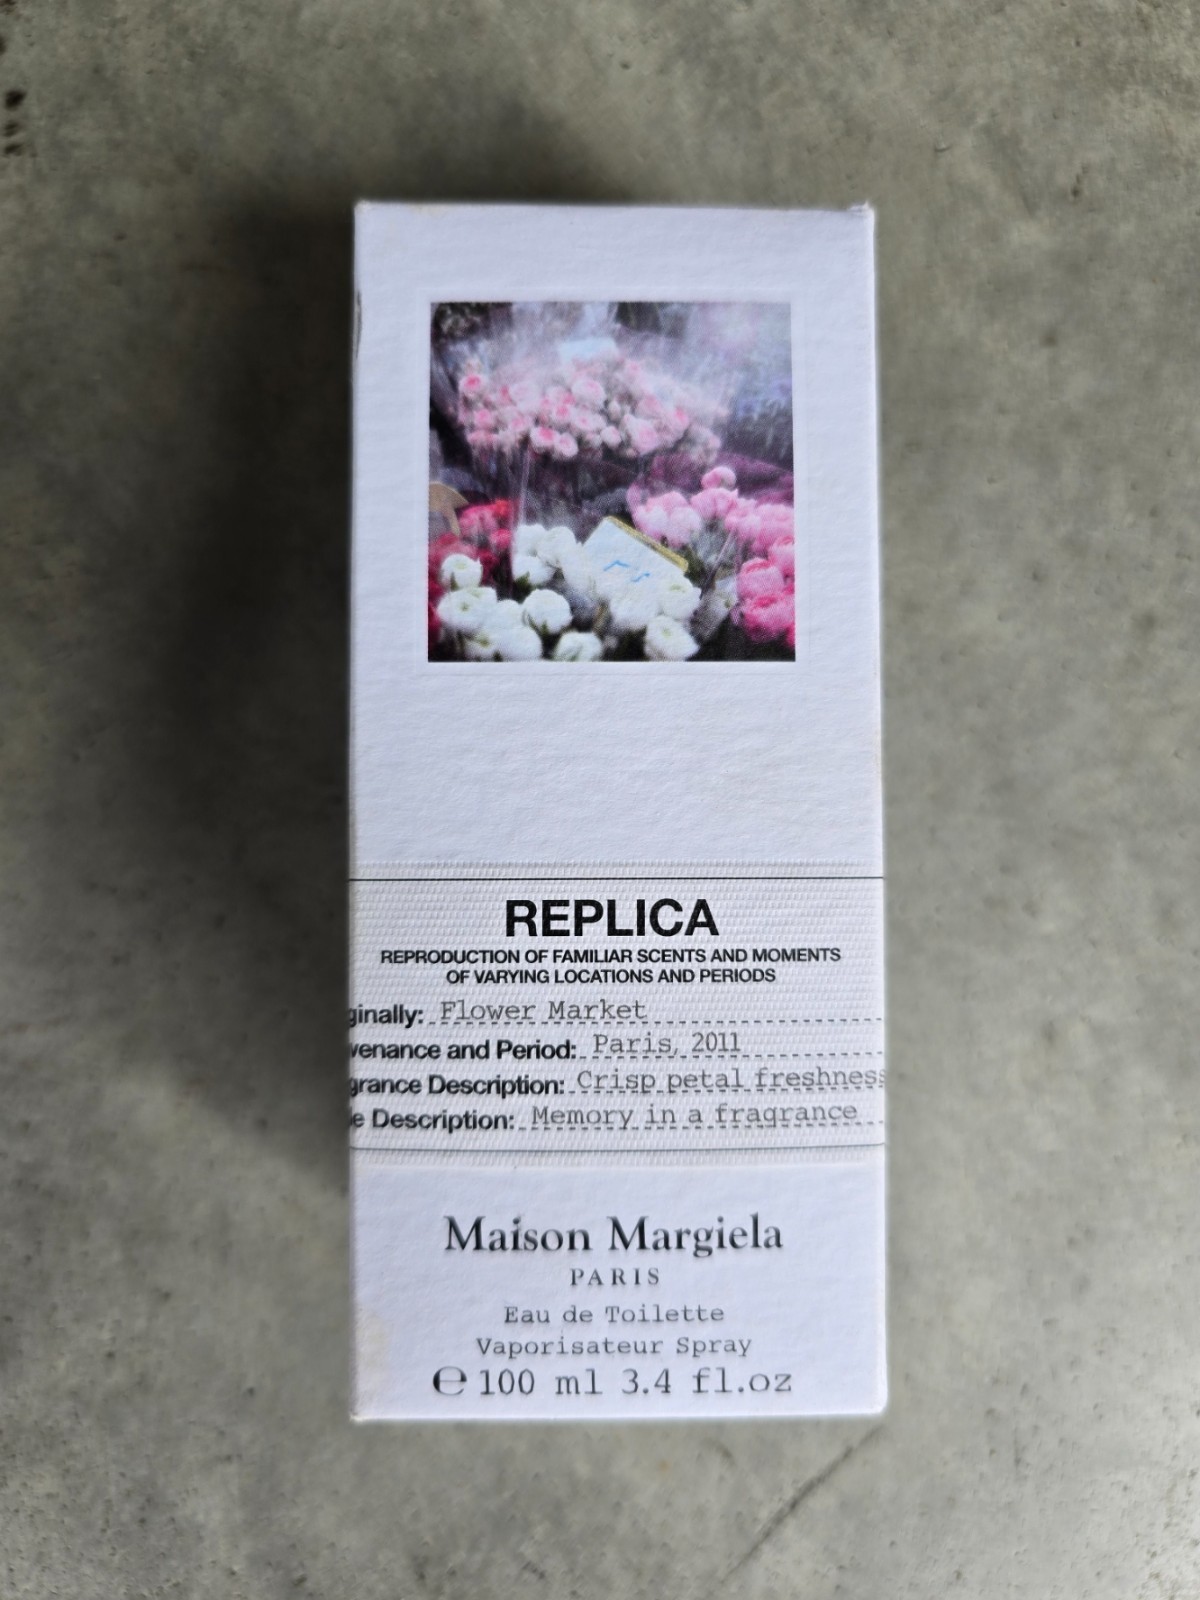 REPLICA
REPRODUCTION OF FAMILIAR SCENTS AND MOMENTS
OF VARYING LOCATIONS AND PERIODS
ginally: Flower Market
venance and Period: Paris, 2011
grance Description: Crisp petal freshness
e Description: Memory in a fragrance
Maison Margiela
PARIS
Eau de Toilette
Vaporisateur Spray
℮ 100 ml 3.4 fl.oz